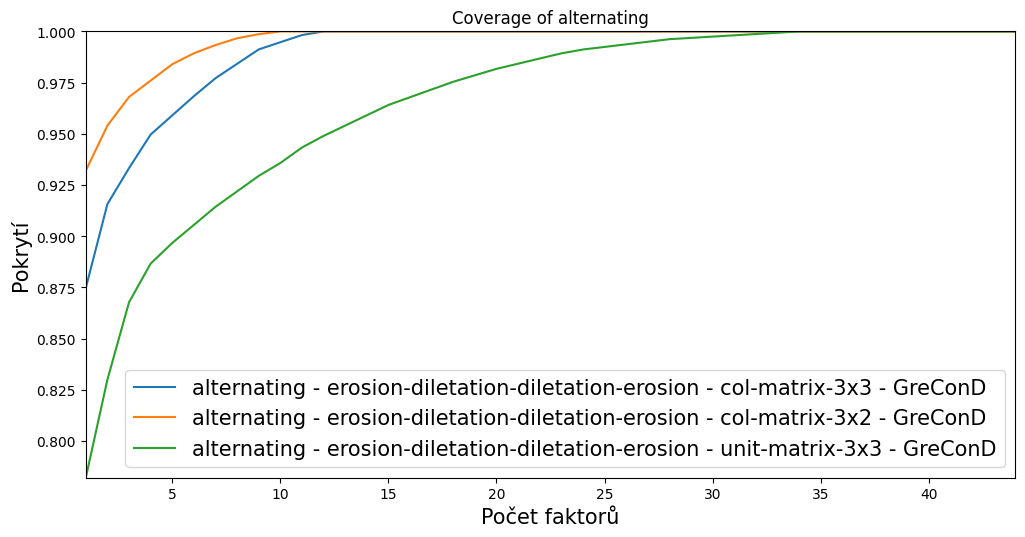 Coverage of alternating
1.000
0.975
0.950
0.925
0.900
0.875
0.850
0.825
0.800
Pokrytí
alternating - erosion-diletation-diletation-erosion - col-matrix-3x3 - GreConD
alternating - erosion-diletation-diletation-erosion - col-matrix-3x2 - GreConD
alternating - erosion-diletation-diletation-erosion - unit-matrix-3x3 - GreConD
5 10 15 20 25 30 35 40
Počet faktorů